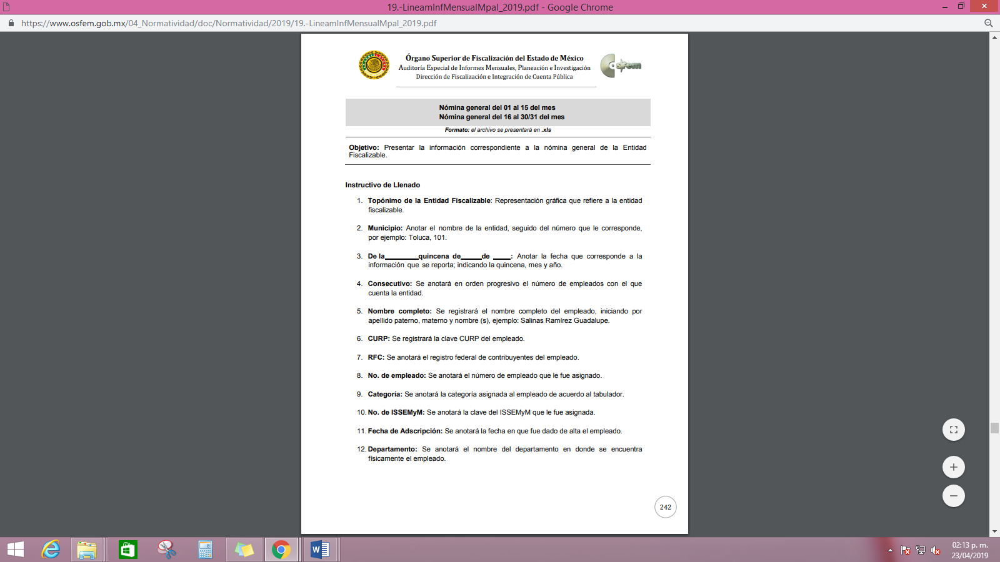 19.-LineamInfMensualMpal_2019.pdf - Google Chrome
https://www.osfem.gob.mx/04_Normatividad/doc/Normatividad/2019/19.-LineamInfMensualMpal_2019.pdf
Órgano Superior de Fiscalización del Estado de México
Auditoría Especial de Informes Mensuales, Planeación e Investigación
Dirección de Fiscalización e Integración de Cuenta Pública
osfem
Nómina general del 01 al 15 del mes
Nómina general del 16 al 30/31 del mes
Formato: el archivo se presentará en .xls
Objetivo: Presentar la información correspondiente a la nómina general de la Entidad
Fiscalizable.
Instructivo de Llenado
1. Topónimo de la Entidad Fiscalizable: Representación gráfica que refiere a la entidad
fiscalizable.
2. Municipio: Anotar el nombre de la entidad, seguido del número que le corresponde,
por ejemplo: Toluca, 101.
3. De la________quincena de_____de ____: Anotar la fecha que corresponde a la
información que se reporta; indicando la quincena, mes y año.
4. Consecutivo: Se anotará en orden progresivo el número de empleados con el que
cuenta la entidad.
5. Nombre completo: Se registrará el nombre completo del empleado, iniciando por
apellido paterno, materno y nombre (s), ejemplo: Salinas Ramírez Guadalupe.
6. CURP: Se registrará la clave CURP del empleado.
7. RFC: Se anotará el registro federal de contribuyentes del empleado.
8. No. de empleado: Se anotará el número de empleado que le fue asignado.
9. Categoría: Se anotará la categoría asignada al empleado de acuerdo al tabulador.
10. No. de ISSEMyM: Se anotará la clave del ISSEMyM que le fue asignada.
11. Fecha de Adscripción: Se anotará la fecha en que fue dado de alta el empleado.
12. Departamento: Se anotará el nombre del departamento en donde se encuentra
físicamente el empleado.
242
02:13 p. m.
23/04/2019